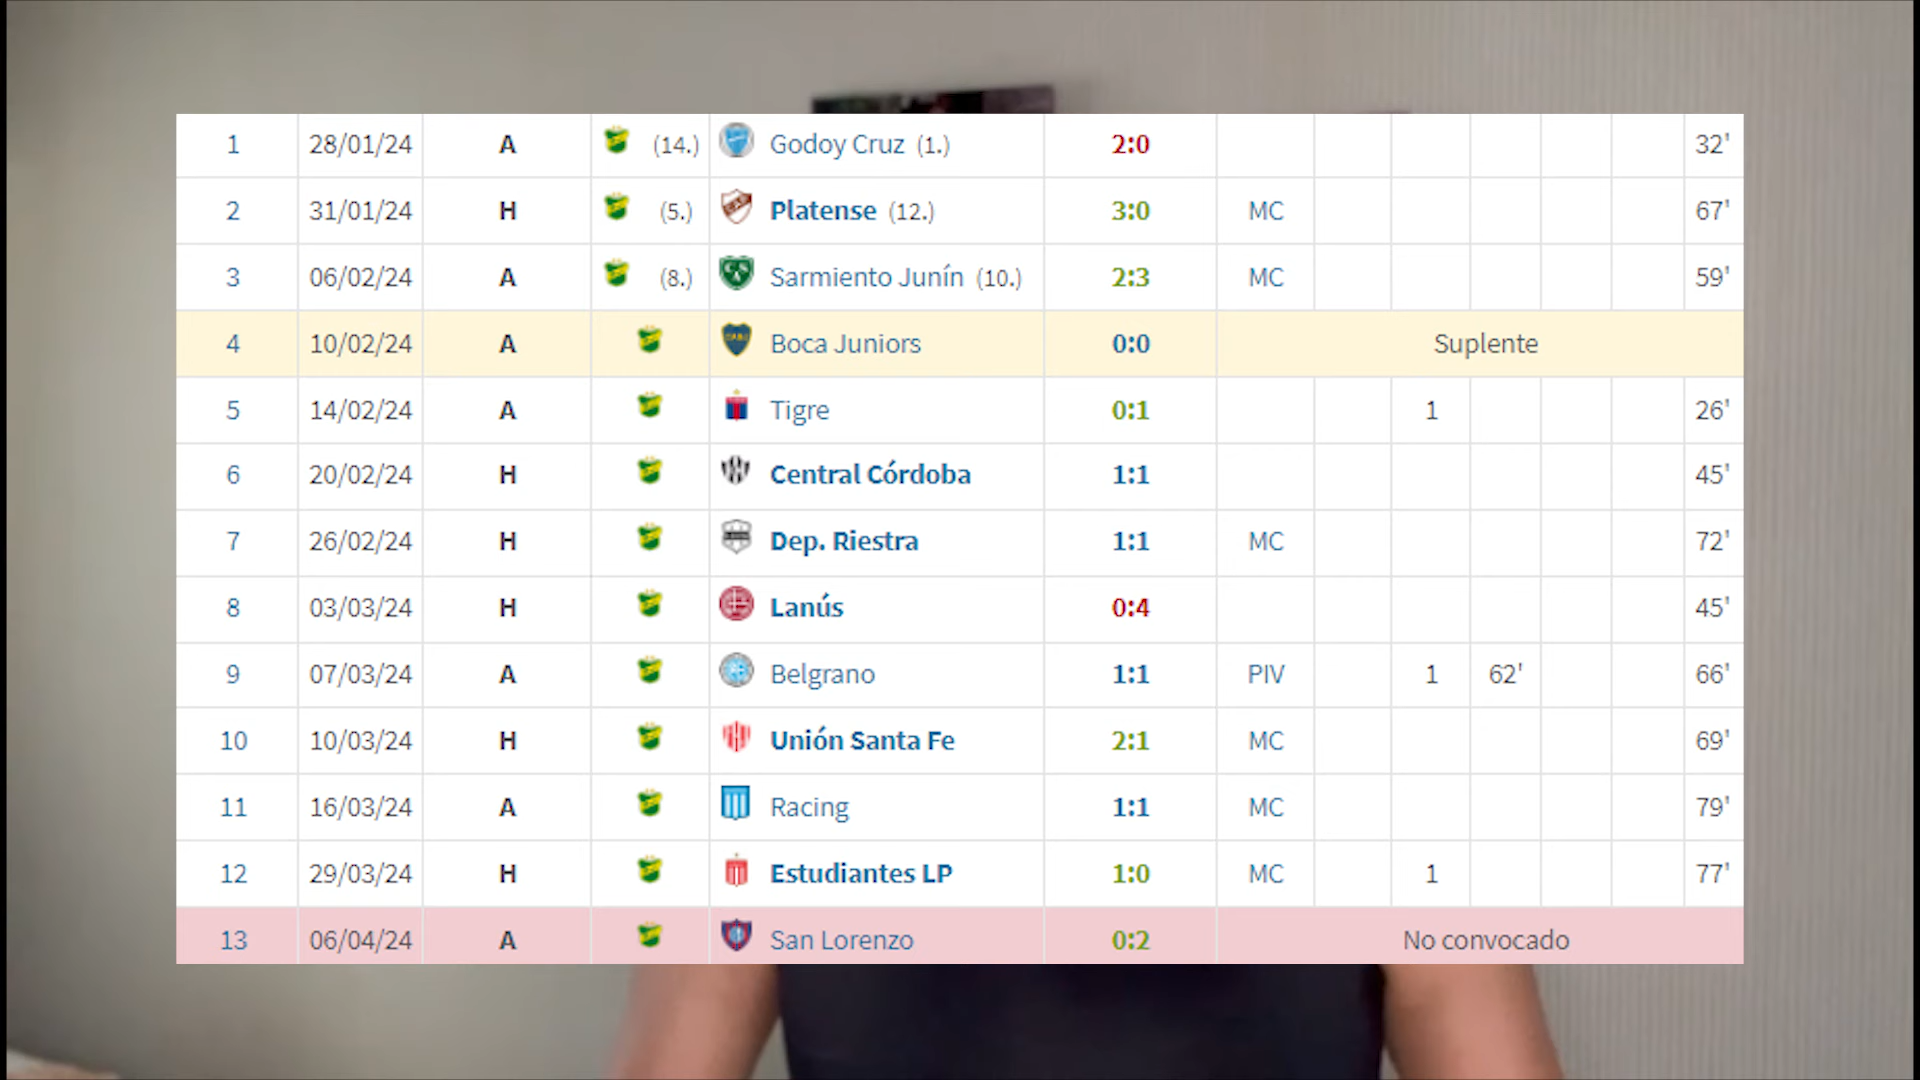 1 28/01/24 A (14.) Godoy Cruz (1.) 2:0 32'
2 31/01/24 H (5.) Platense (12.) 3:0 MC 67'
3 06/02/24 A (8.) Sarmiento Junín (10.) 2:3 MC 59'
4 10/02/24 A Boca Juniors 0:0 Suplente
5 14/02/24 A Tigre 0:1 1 26'
6 20/02/24 H Central Córdoba 1:1 45'
7 26/02/24 H Dep. Riestra 1:1 MC 72'
8 03/03/24 H Lanús 0:4 45'
9 07/03/24 A Belgrano 1:1 PIV 1 62' 66'
10 10/03/24 H Unión Santa Fe 2:1 MC 69'
11 16/03/24 A Racing 1:1 MC 79'
12 29/03/24 H Estudiantes LP 1:0 MC 1 77'
13 06/04/24 A San Lorenzo 0:2 No convocado